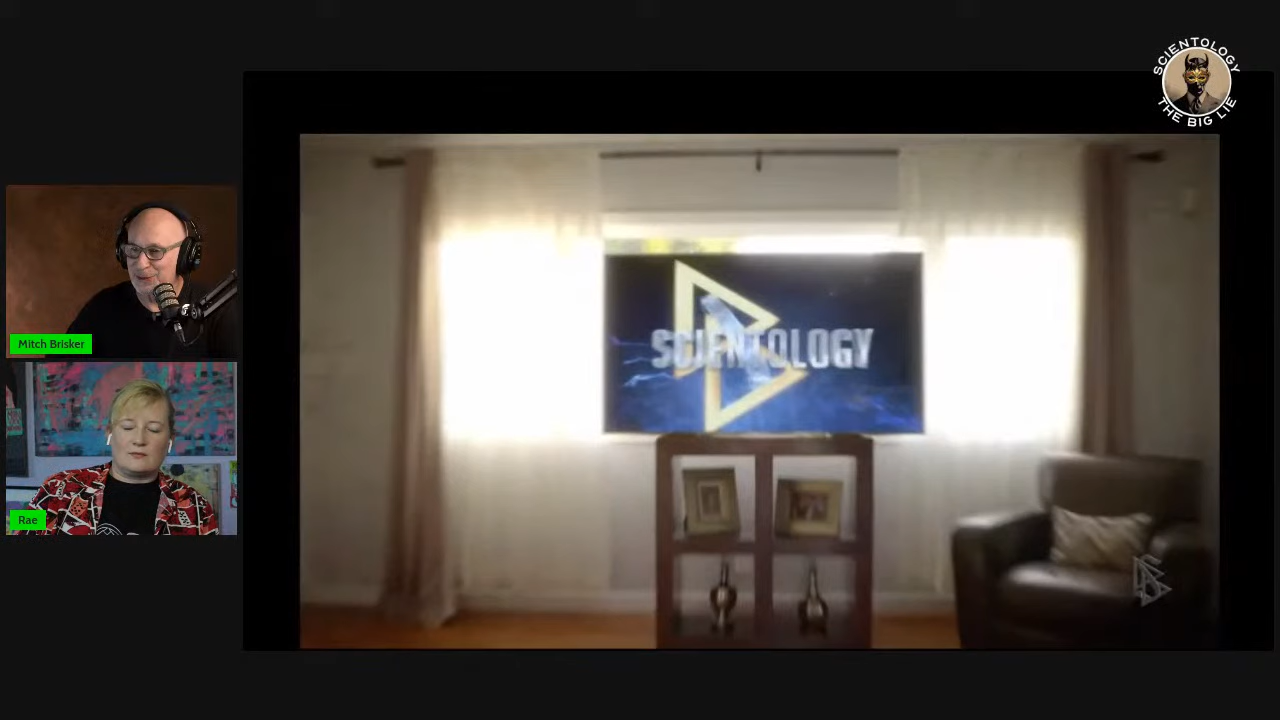 SCIENTOLOGY
THE BIG LIE
SCIENTOLOGY
Mitch Brisker
Rae